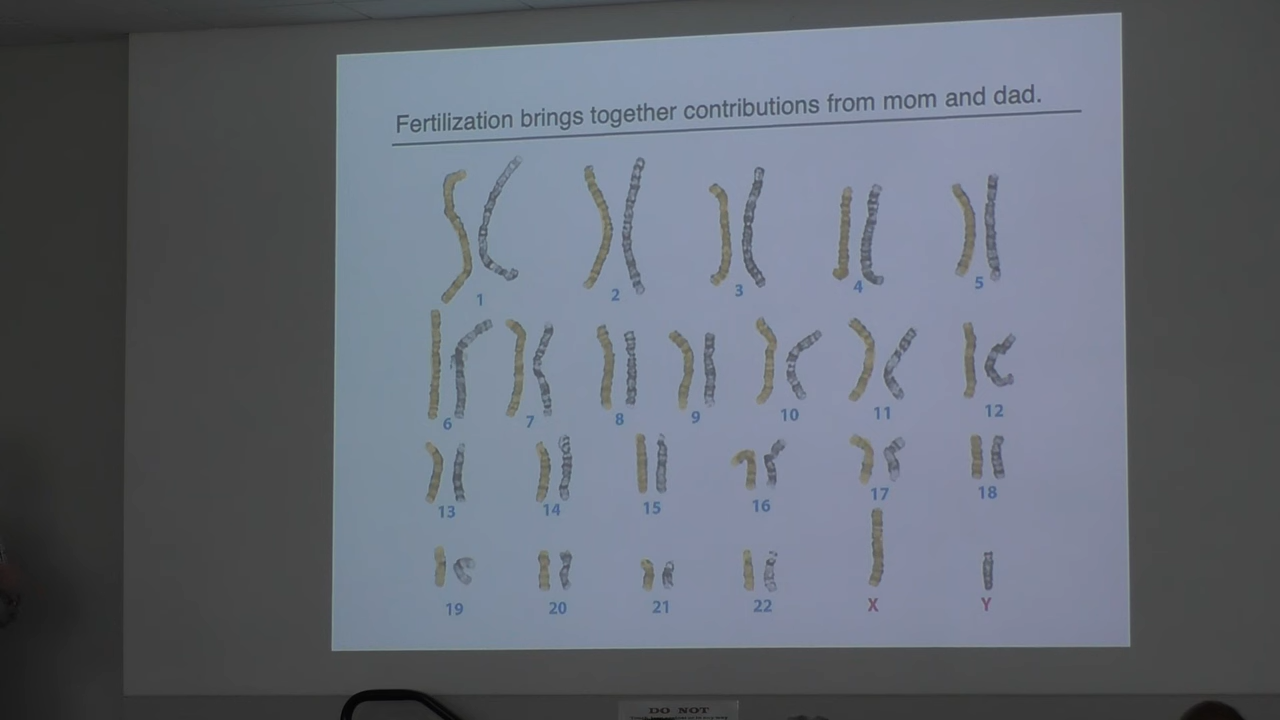 Fertilization brings together contributions from mom and dad.
1 2 3 4 5
6 7 8 9 10 11 12
13 14 15 16 17 18
19 20 21 22 X Y
DO NOT